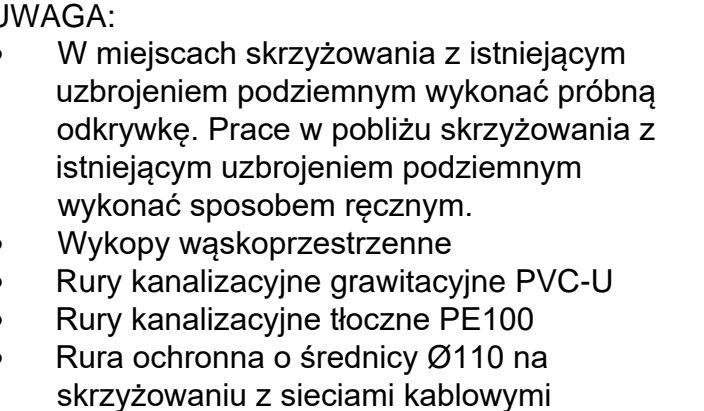 UWAGA:
• W miejscach skrzyżowania z istniejącym
uzbrojeniem podziemnym wykonać próbną
odkrywkę. Prace w pobliżu skrzyżowania z
istniejącym uzbrojeniem podziemnym
wykonać sposobem ręcznym.
• Wykopy wąskoprzestrzenne
• Rury kanalizacyjne grawitacyjne PVC-U
• Rury kanalizacyjne tłoczne PE100
• Rura ochronna o średnicy Ø110 na
skrzyżowaniu z sieciami kablowymi